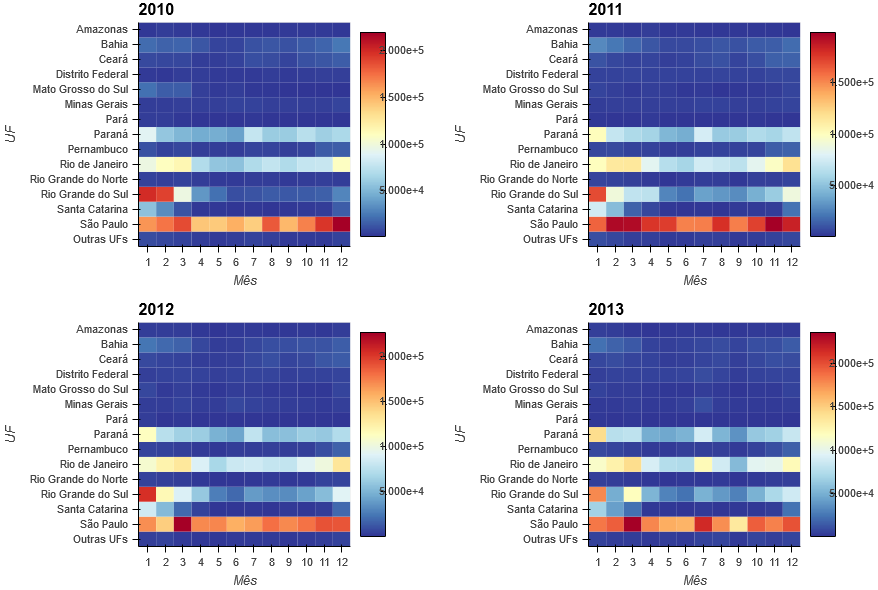 2010
Amazonas
Bahia
Ceará
Distrito Federal
Mato Grosso do Sul
Minas Gerais
Pará
Paraná
Pernambuco
Rio de Janeiro
Rio Grande do Norte
Rio Grande do Sul
Santa Catarina
São Paulo
Outras UFs
UF
1 2 3 4 5 6 7 8 9 10 11 12
Mês
2.000e+5
1.500e+5
1.000e+5
5.000e+4
2011
Amazonas
Bahia
Ceará
Distrito Federal
Mato Grosso do Sul
Minas Gerais
Pará
Paraná
Pernambuco
Rio de Janeiro
Rio Grande do Norte
Rio Grande do Sul
Santa Catarina
São Paulo
Outras UFs
UF
1 2 3 4 5 6 7 8 9 10 11 12
Mês
1.500e+5
1.000e+5
5.000e+4
2012
Amazonas
Bahia
Ceará
Distrito Federal
Mato Grosso do Sul
Minas Gerais
Pará
Paraná
Pernambuco
Rio de Janeiro
Rio Grande do Norte
Rio Grande do Sul
Santa Catarina
São Paulo
Outras UFs
UF
1 2 3 4 5 6 7 8 9 10 11 12
Mês
2.000e+5
1.500e+5
1.000e+5
5.000e+4
2013
Amazonas
Bahia
Ceará
Distrito Federal
Mato Grosso do Sul
Minas Gerais
Pará
Paraná
Pernambuco
Rio de Janeiro
Rio Grande do Norte
Rio Grande do Sul
Santa Catarina
São Paulo
Outras UFs
UF
1 2 3 4 5 6 7 8 9 10 11 12
Mês
2.000e+5
1.500e+5
1.000e+5
5.000e+4